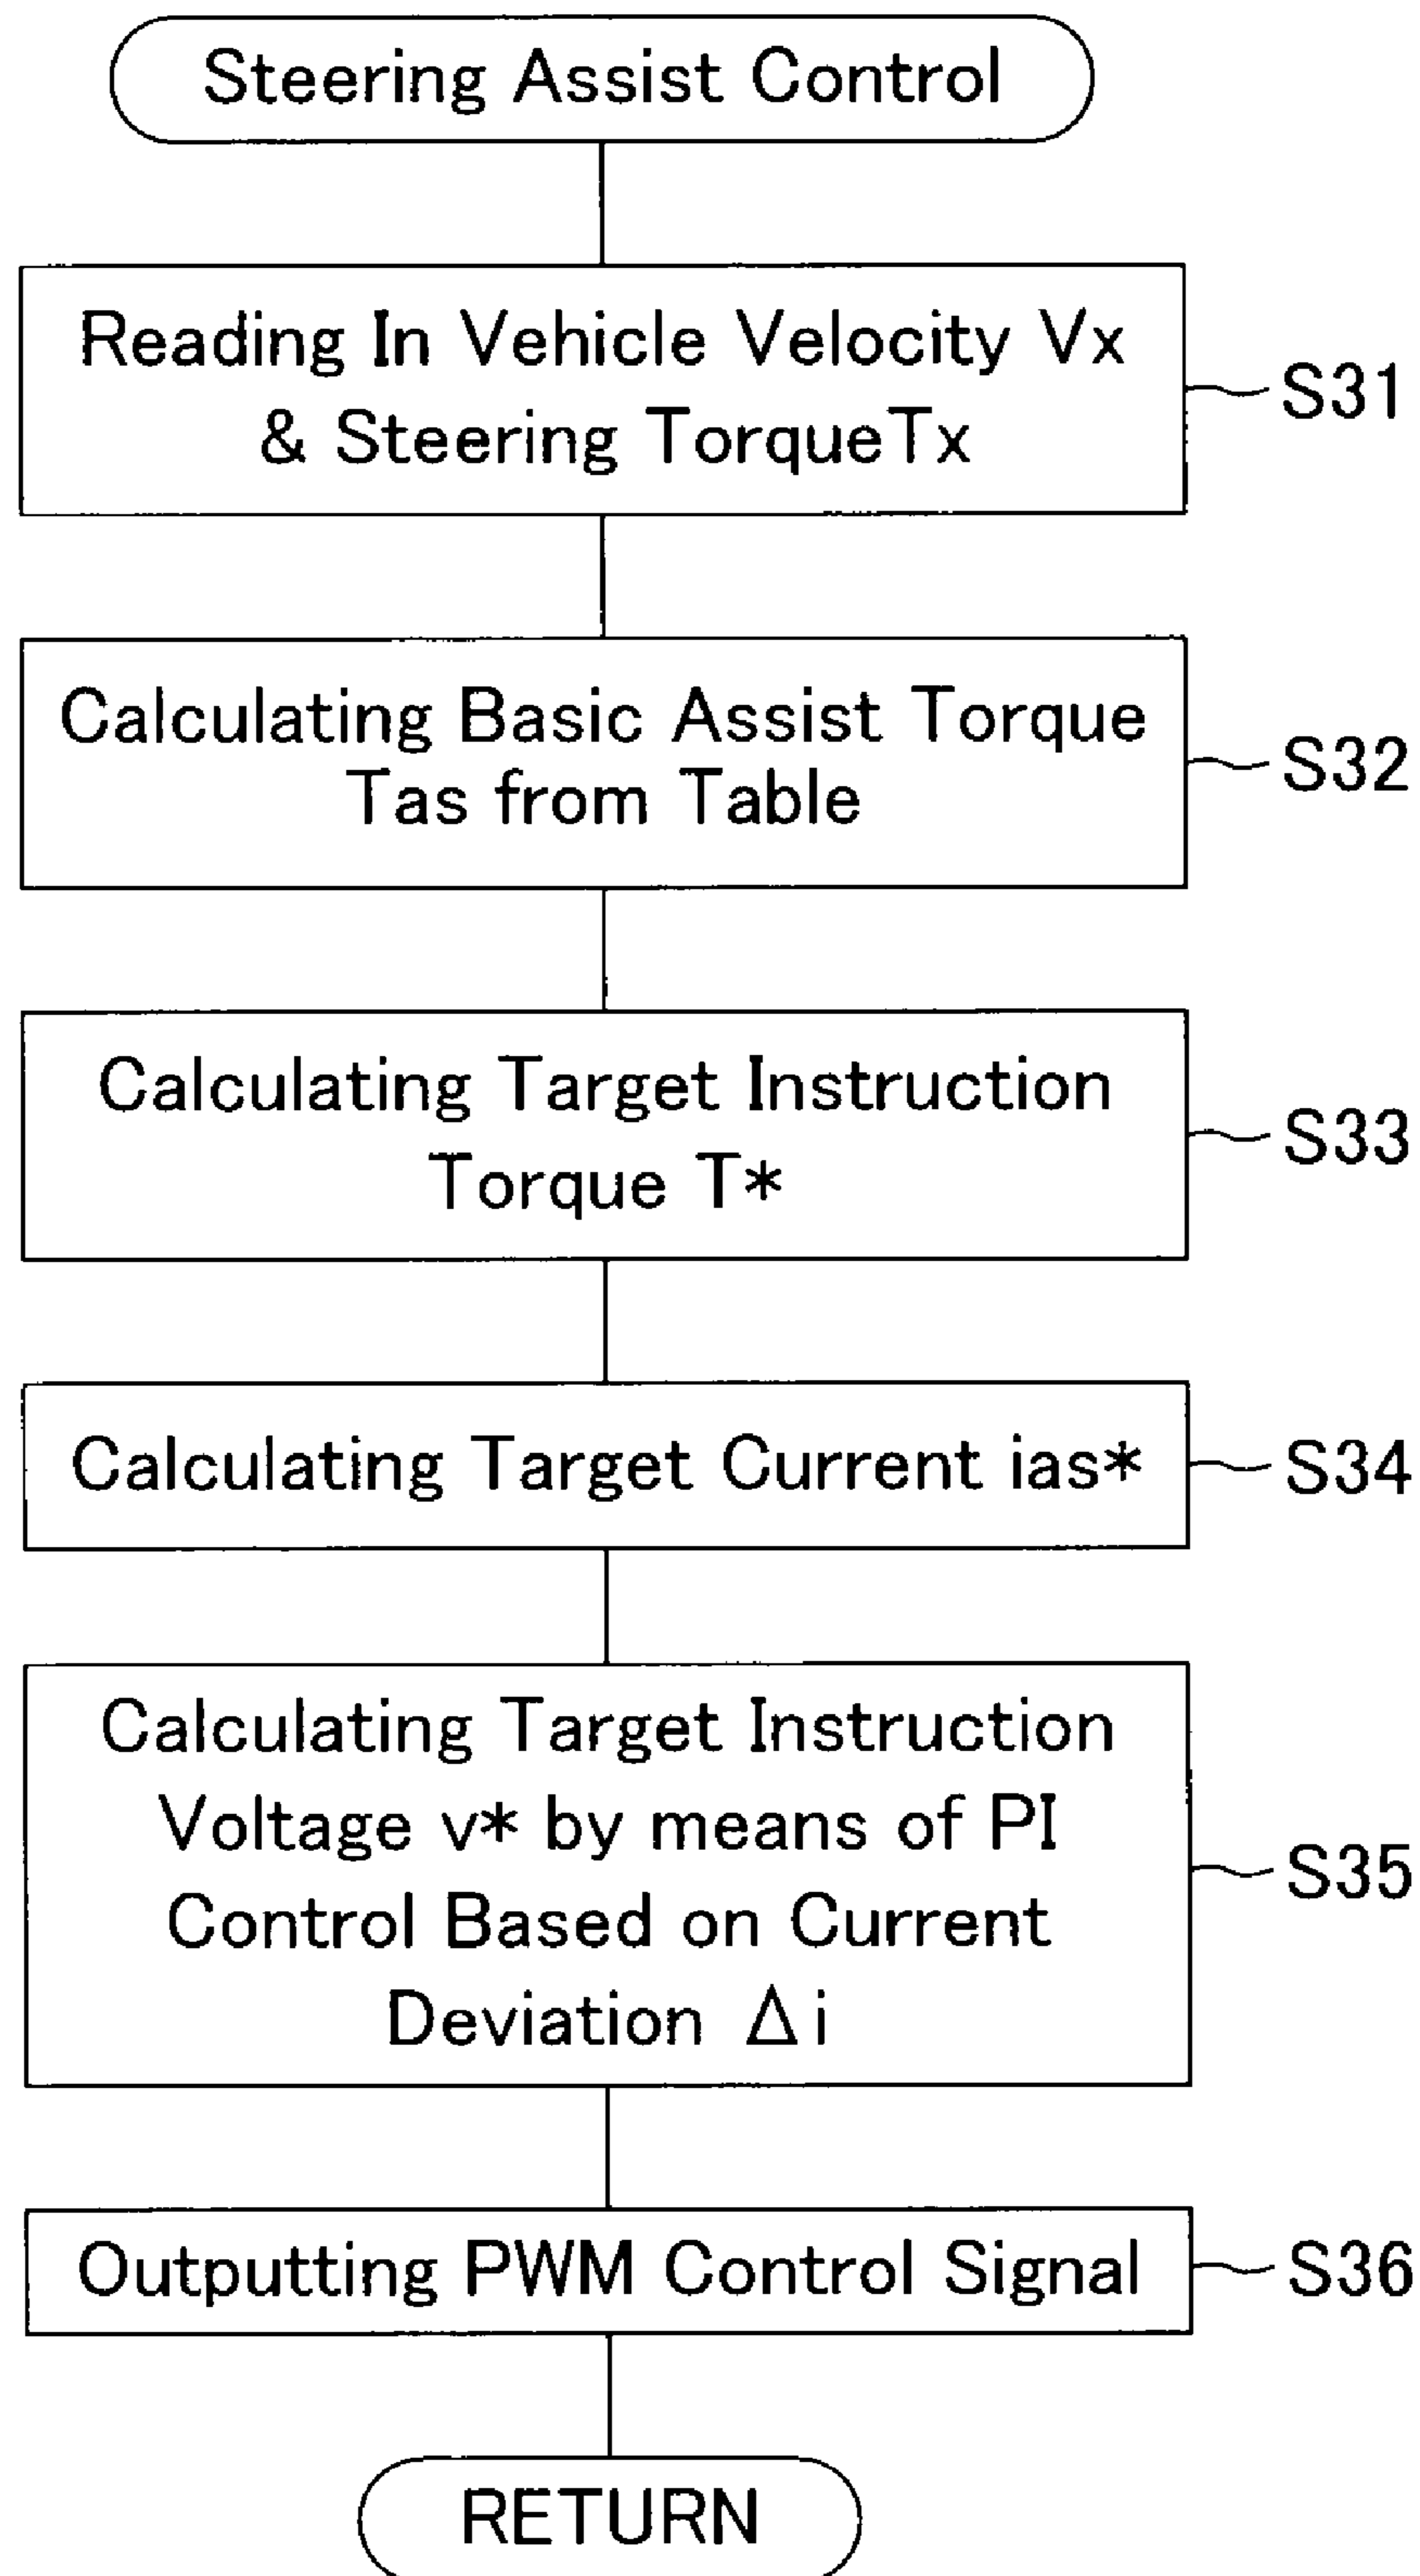 Steering Assist Control
Reading In Vehicle Velocity Vx
& Steering TorqueTx
S31
Calculating Basic Assist Torque
Tas from Table
S32
Calculating Target Instruction
Torque T*
S33
Calculating Target Current ias*
S34
Calculating Target Instruction
Voltage v* by means of PI
Control Based on Current
Deviation Δi
S35
Outputting PWM Control Signal
S36
RETURN